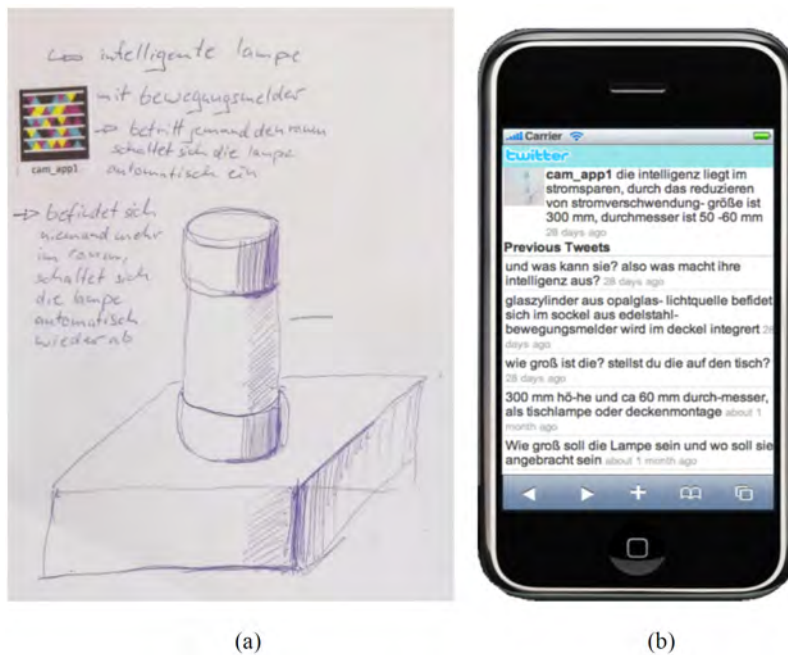 intelligente lampe
mit bewegungsmelder
→ betritt jemand den raum
schaltet sich die lampe
automatisch ein
cam_app1
→ befindet sich
niemand mehr
im raum,
schaltet sich
die lampe
automatisch
wieder ab
(a)
Carrier
twitter
cam_app1 die intelligenz liegt im
stromsparen, durch das reduzieren
von stromverschwendung- größe ist
300 mm, durchmesser ist 50 -60 mm
28 days ago
Previous Tweets
und was kann sie? also was macht ihre
intelligenz aus? 28 days ago
glaszylinder aus opalglas- lichtquelle befidet
sich im sockel aus edelstahl-
bewegungsmelder wird im deckel integrert 28
days ago
wie groß ist die? stellst du die auf den tisch?
28 days ago
300 mm hö-he und ca 60 mm durch-messer,
als tischlampe oder deckenmontage about 1
month ago
Wie groß soll die Lampe sein und wo soll sie
angebracht sein about 1 month ago
(b)